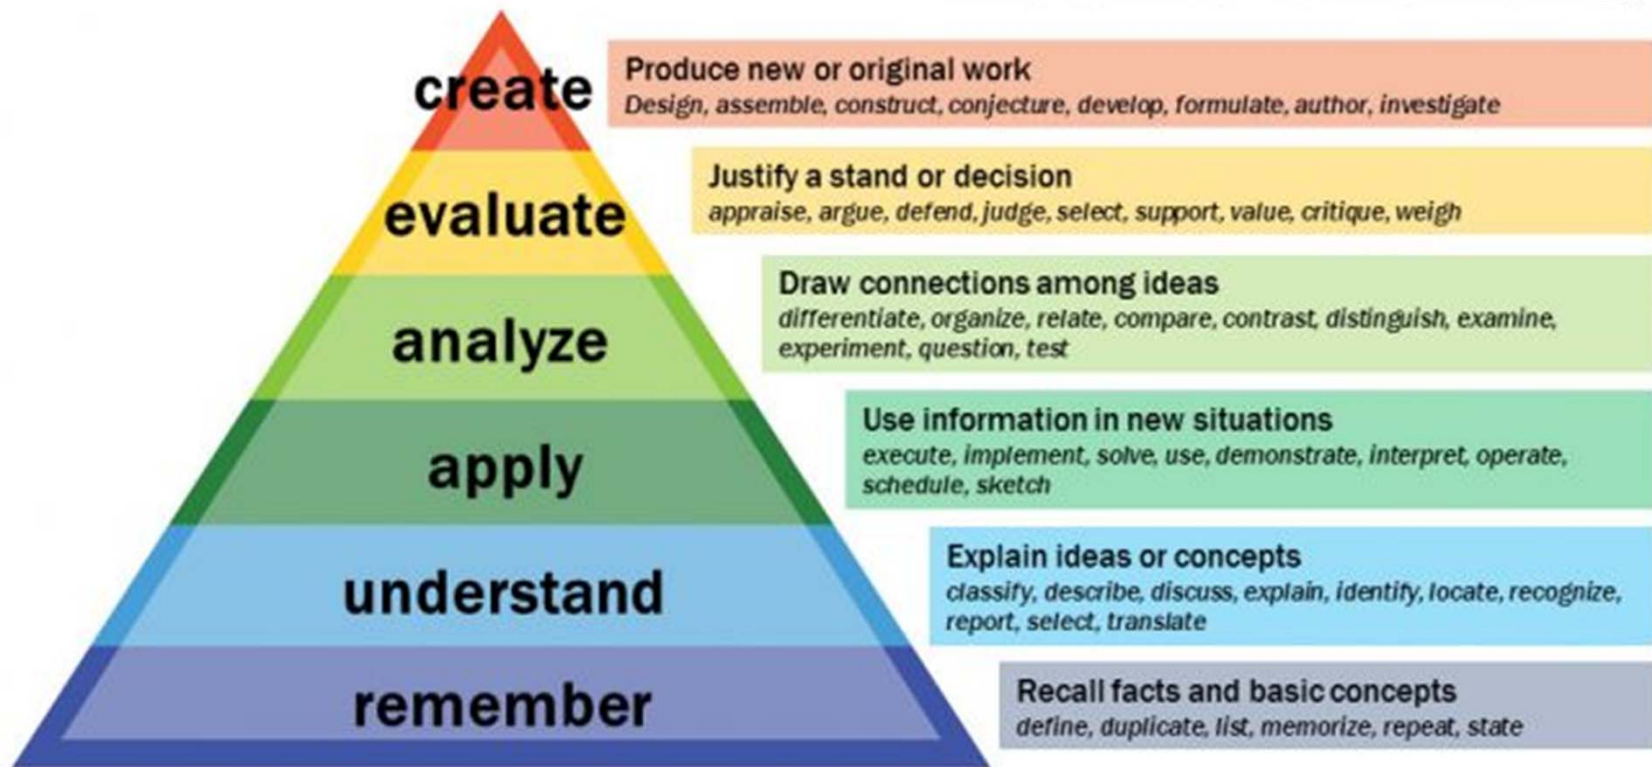 create
Produce new or original work
Design, assemble, construct, conjecture, develop, formulate, author, investigate
evaluate
Justify a stand or decision
appraise, argue, defend, judge, select, support, value, critique, weigh
analyze
Draw connections among ideas
differentiate, organize, relate, compare, contrast, distinguish, examine,
experiment, question, test
apply
Use information in new situations
execute, implement, solve, use, demonstrate, interpret, operate,
schedule, sketch
understand
Explain ideas or concepts
classify, describe, discuss, explain, identify, locate, recognize,
report, select, translate
remember
Recall facts and basic concepts
define, duplicate, list, memorize, repeat, state